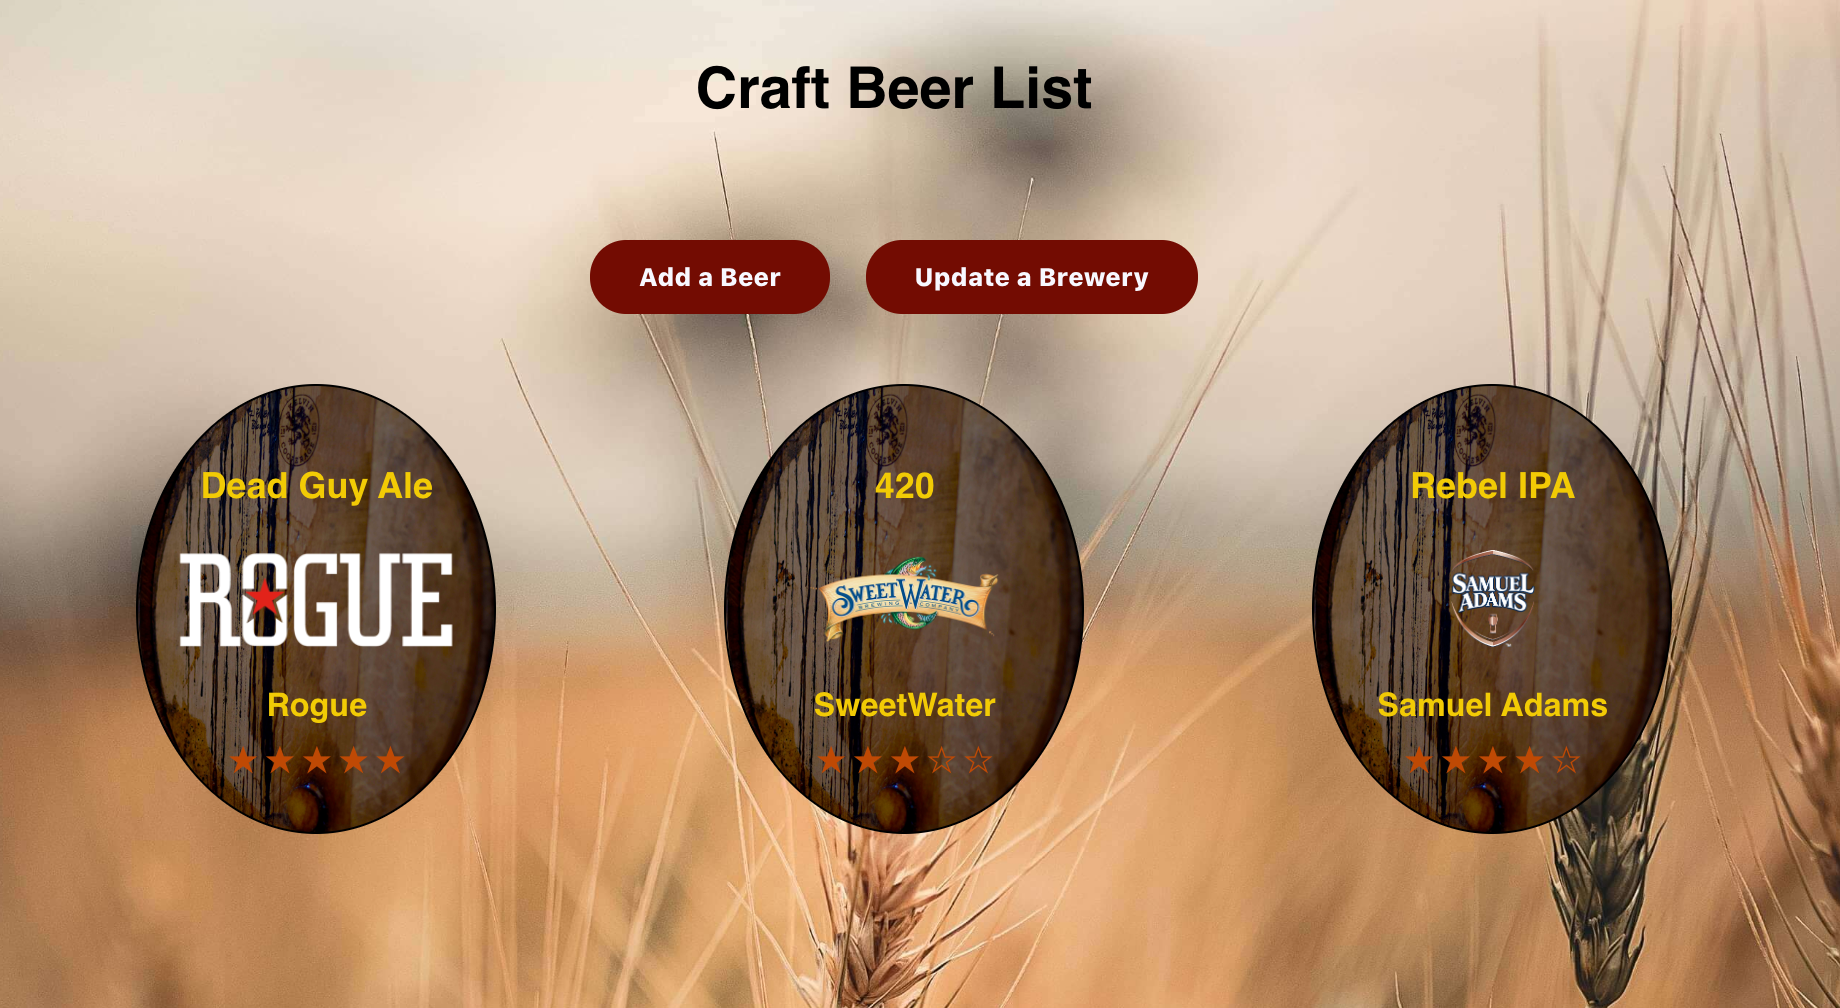 Craft Beer List
Add a Beer
Update a Brewery
Dead Guy Ale
ROGUE
Rogue
★★★★★
420
SWEETWATER
BREWING COMPANY
SweetWater
★★★☆☆
Rebel IPA
SAMUEL
ADAMS
Samuel Adams
★★★★☆